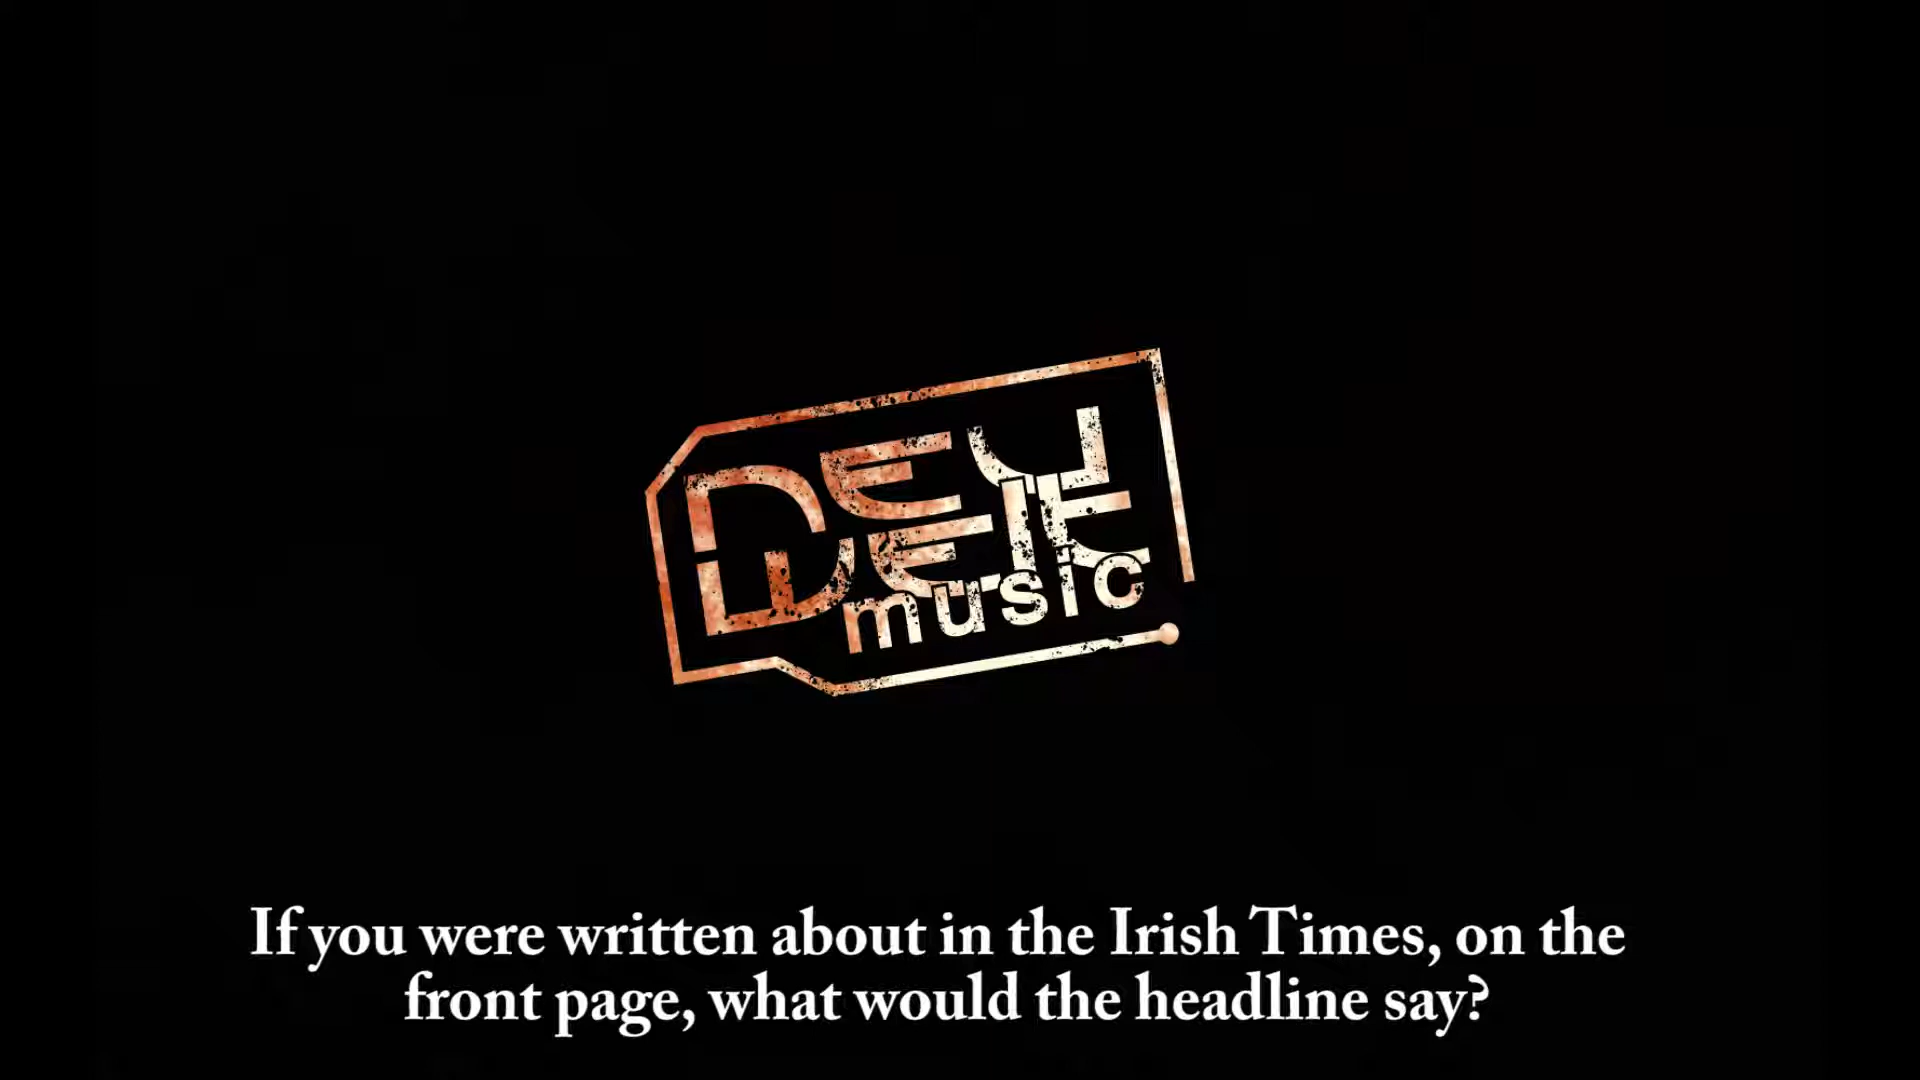 music
If you were written about in the Irish Times, on the
front page, what would the headline say?